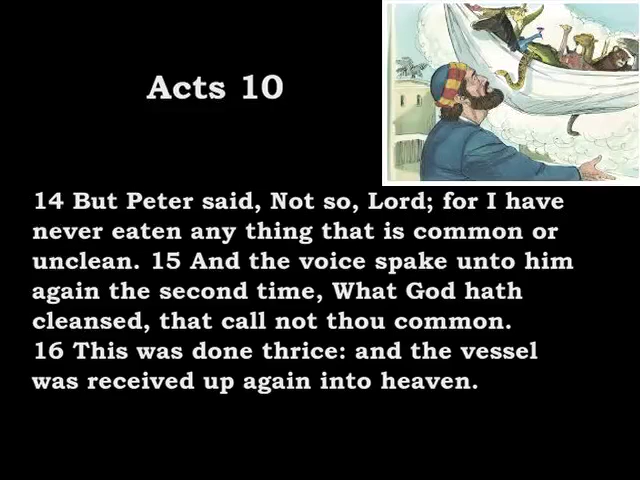 Acts 10
14 But Peter said, Not so, Lord; for I have
never eaten any thing that is common or
unclean. 15 And the voice spake unto him
again the second time, What God hath
cleansed, that call not thou common.
16 This was done thrice: and the vessel
was received up again into heaven.